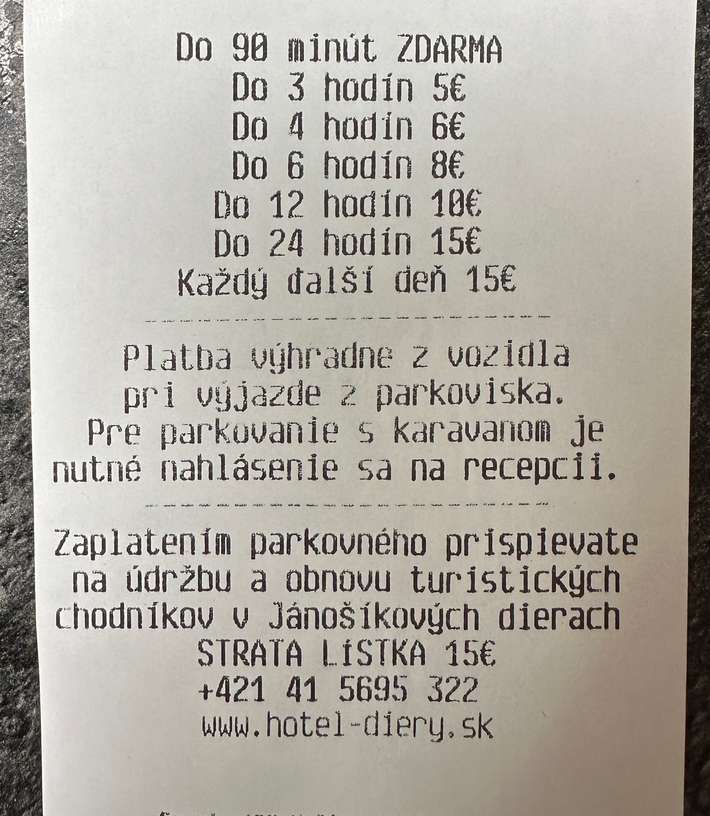 Do 90 minút ZDARMA
Do 3 hodín 5€
Do 4 hodín 6€
Do 6 hodín 8€
Do 12 hodín 10€
Do 24 hodín 15€
Každý ďalší deň 15€
Platba výhradne z vozidla
pri výjazde z parkoviska.
Pre parkovanie s karavanom je
nutné nahlásenie sa na recepcii.
Zaplatením parkovného prispievate
na údržbu a obnovu turistických
chodníkov v Jánošíkových dierach
STRATA LÍSTKA 15€
+421 41 5695 322
www.hotel-diery.sk